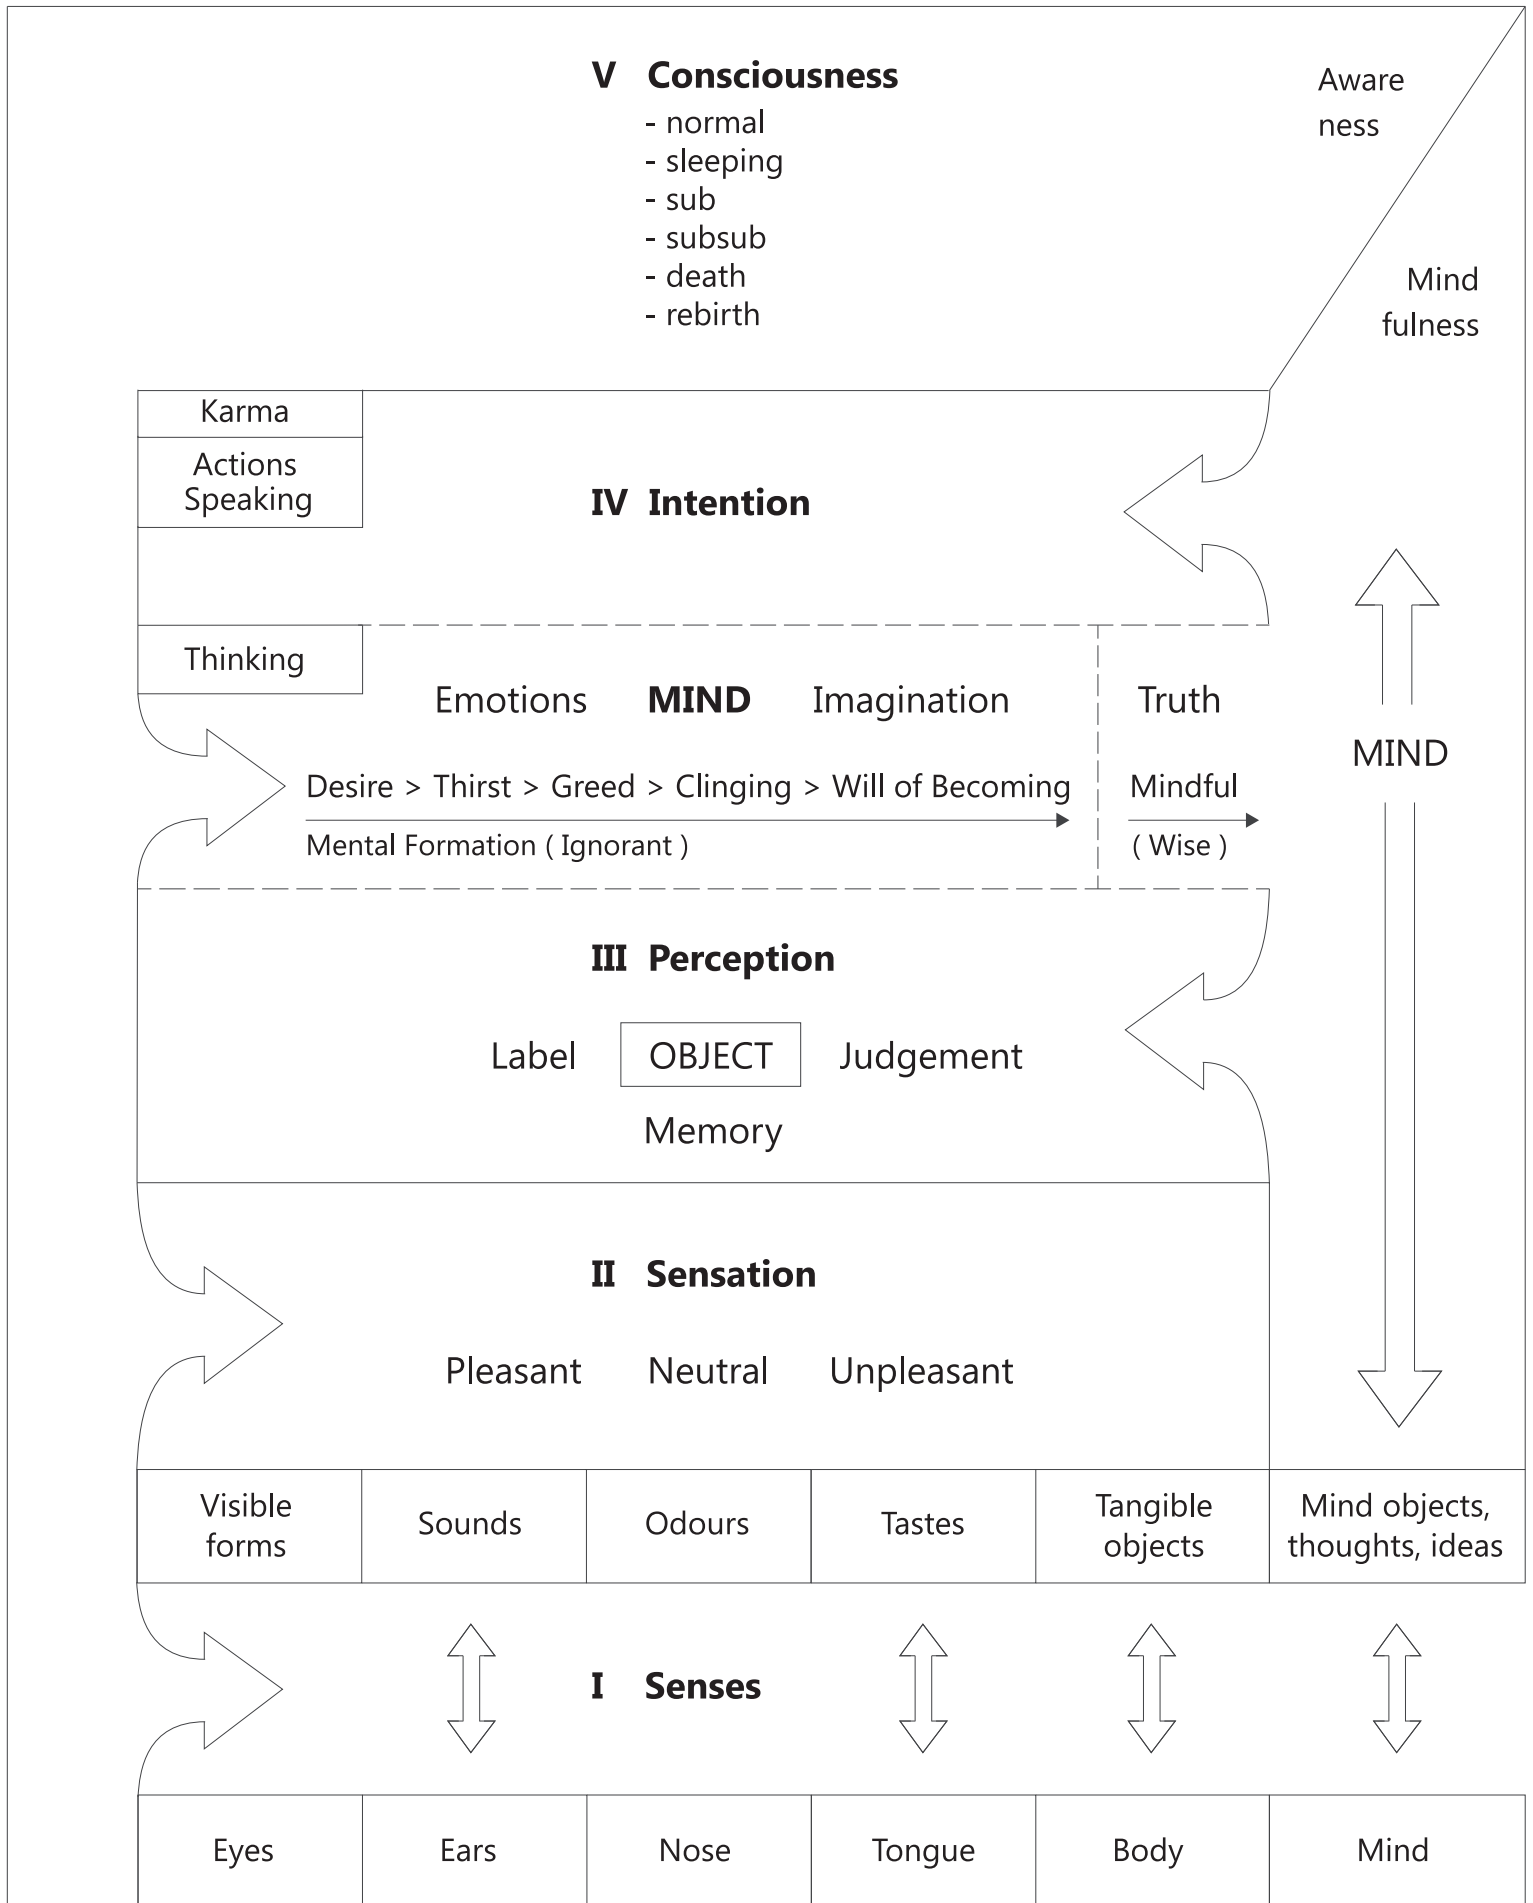 V Consciousness
- normal
- sleeping
- sub
- subsub
- death
- rebirth
Aware
ness
Mind
fulness
Karma
Actions
Speaking
IV Intention
Thinking
Emotions MIND Imagination Truth
MIND
Desire > Thirst > Greed > Clinging > Will of Becoming Mindful
Mental Formation ( Ignorant ) ( Wise )
III Perception
Label OBJECT Judgement
Memory
II Sensation
Pleasant Neutral Unpleasant
Visible
forms
Sounds
Odours
Tastes
Tangible
objects
Mind objects,
thoughts, ideas
I Senses
Eyes Ears Nose Tongue Body Mind